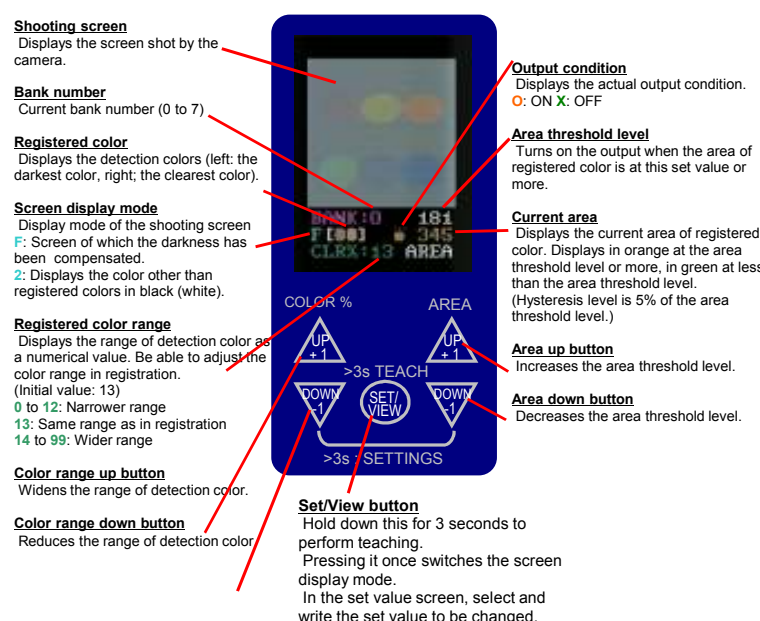 Shooting screen
Displays the screen shot by the
camera.
Bank number
Current bank number (0 to 7)
Registered color
Displays the detection colors (left: the
darkest color, right; the clearest color).
Screen display mode
Display mode of the shooting screen
F: Screen of which the darkness has
been compensated.
2: Displays the color other than
registered colors in black (white).
Registered color range
Displays the range of detection color as
a numerical value. Be able to adjust the
color range in registration.
(Initial value: 13)
0 to 12: Narrower range
13: Same range as in registration
14 to 99: Wider range
Color range up button
Widens the range of detection color.
Color range down button
Reduces the range of detection color
BANK:0 181
F [ ] 345
CLRX:13 AREA
COLOR % AREA
UP UP
+ 1 + 1
>3s TEACH
DOWN SET/ DOWN
-1 VIEW -1
>3s : SETTINGS
Set/View button
Hold down this for 3 seconds to
perform teaching.
Pressing it once switches the screen
display mode.
In the set value screen, select and
write the set value to be changed.
Output condition
Displays the actual output condition.
O: ON X: OFF
Area threshold level
Turns on the output when the area of
registered color is at this set value or
more.
Current area
Displays the current area of registered
color. Displays in orange at the area
threshold level or more, in green at less
than the area threshold level.
(Hysteresis level is 5% of the area
threshold level.)
Area up button
Increases the area threshold level.
Area down button
Decreases the area threshold level.